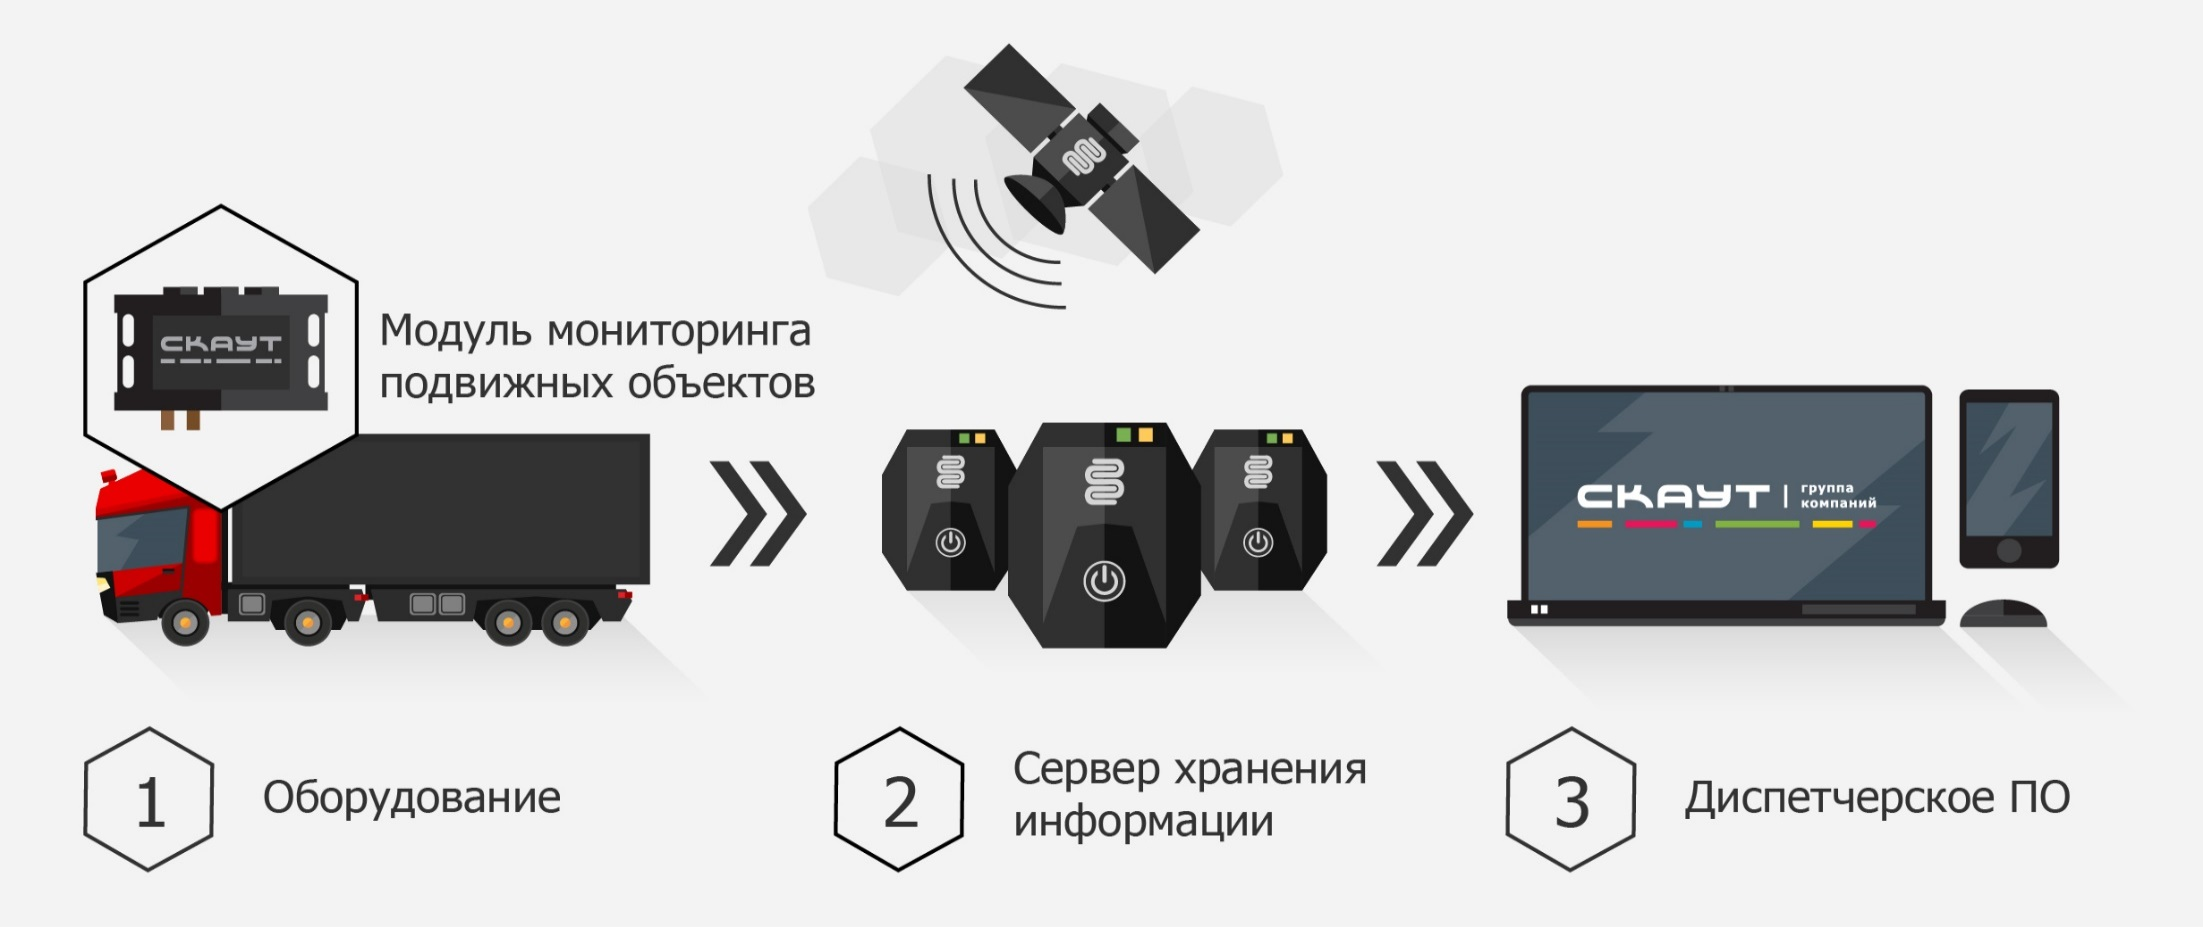 СКАУТ
Модуль мониторинга
подвижных объектов
СКАУТ
группа
компаний
1
Оборудование
2
Сервер хранения
информации
3
Диспетчерское ПО